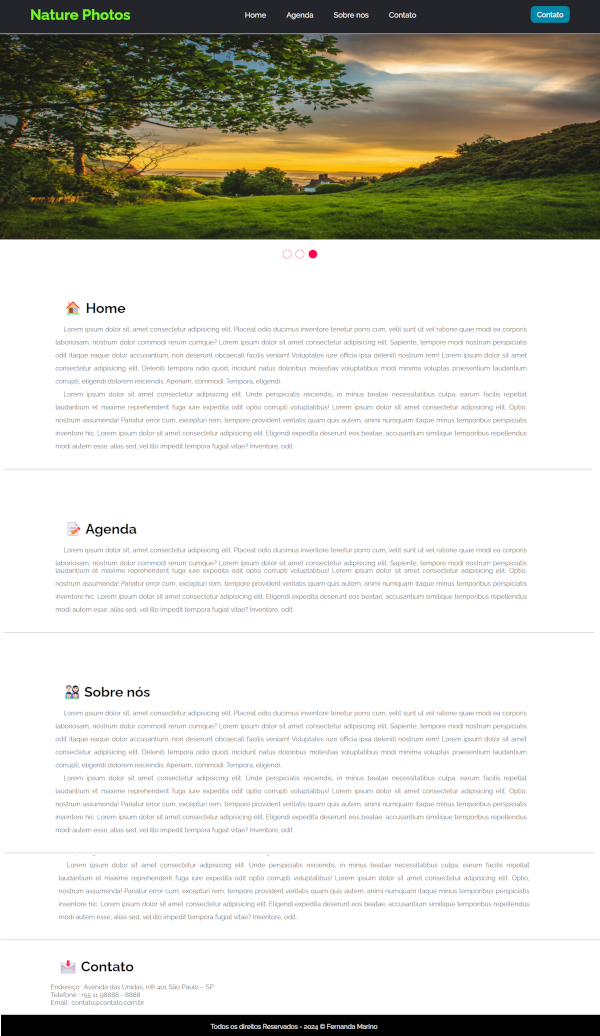 Nature Photos
Home
Agenda
Sobre nos
Contato
Contato
Home
Lorem ipsum dolor sit, amet consectetur adipisicing elit. Placeat odio ducimus inventore tenetur porro cum, velit sunt ut vel ratione quae modi ea corporis
laboriosam, nostrum dolor commodi rerum cumque? Lorem ipsum dolor sit amet consectetur adipisicing elit. Sapiente, tempore modi nostrum in perspiciatis
odit itaque eaque dolor accusantium, non deserunt obcaecati facilis veniam! Voluptates iure officia ipsa deleniti nostrum rem! Lorem ipsum dolor sit amet,
consectetur adipisicing elit. Deleniti tempora odio quod, incidunt natus doloribus molestias voluptatibus modi minima voluptas praesentium laudantium
corrupti, eligendi dolorem reiciendis. Aperiam, commodi. Tempora, eligendi.
Lorem ipsum dolor sit amet consectetur adipisicing elit. Unde perspiciatis reiciendis, in minus beatae necessitatibus culpa, earum facilis repellat
laudantium et maxime reprehenderit fuga iure expedita odit optio corrupti voluptatibus! Lorem ipsum dolor sit amet consectetur adipisicing elit. Optio,
nostrum assumenda! Pariatur error cum, excepturi rem, tempore provident veritatis quam quis autem, animi numquam itaque minus temporibus perspiciatis,
inventore hic. Lorem ipsum dolor sit amet consectetur adipisicing elit. Eligendi expedita deserunt eos beatae, accusantium similique temporibus repellendus
modi autem esse, alias sed, vel illo impedit tempora fugiat vitae? Inventore, odit.
Agenda
Lorem ipsum dolor sit, amet consectetur adipisicing elit. Placeat odio ducimus inventore tenetur porro cum, velit sunt ut vel ratione quae modi ea corporis
laboriosam, nostrum dolor commodi rerum cumque? Lorem ipsum dolor sit amet consectetur adipisicing elit. Sapiente, tempore modi nostrum in perspiciatis
laudantium et maxime reprehenderit fuga iure expedita odit optio corrupti voluptatibus! Lorem ipsum dolor sit amet consectetur adipisicing elit. Optio,
nostrum assumenda! Pariatur error cum, excepturi rem, tempore provident veritatis quam quis autem, animi numquam itaque minus temporibus perspiciatis,
inventore hic. Lorem ipsum dolor sit amet consectetur adipisicing elit. Eligendi expedita deserunt eos beatae, accusantium similique temporibus repellendus
modi autem esse, alias sed, vel illo impedit tempora fugiat vitae? Inventore, odit.
Sobre nós
Lorem ipsum dolor sit, amet consectetur adipisicing elit. Placeat odio ducimus inventore tenetur porro cum, velit sunt ut vel ratione quae modi ea corporis
laboriosam, nostrum dolor commodi rerum cumque? Lorem ipsum dolor sit amet consectetur adipisicing elit. Sapiente, tempore modi nostrum in perspiciatis
odit itaque eaque dolor accusantium, non deserunt obcaecati facilis veniam! Voluptates iure officia ipsa deleniti nostrum rem! Lorem ipsum dolor sit amet,
consectetur adipisicing elit. Deleniti tempora odio quod, incidunt natus doloribus molestias voluptatibus modi minima voluptas praesentium laudantium
corrupti, eligendi dolorem reiciendis. Aperiam, commodi. Tempora, eligendi.
Lorem ipsum dolor sit amet consectetur adipisicing elit. Unde perspiciatis reiciendis, in minus beatae necessitatibus culpa, earum facilis repellat
laudantium et maxime reprehenderit fuga iure expedita odit optio corrupti voluptatibus! Lorem ipsum dolor sit amet consectetur adipisicing elit. Optio,
nostrum assumenda! Pariatur error cum, excepturi rem, tempore provident veritatis quam quis autem, animi numquam itaque minus temporibus perspiciatis,
inventore hic. Lorem ipsum dolor sit amet consectetur adipisicing elit. Eligendi expedita deserunt eos beatae, accusantium similique temporibus repellendus
modi autem esse, alias sed, vel illo impedit tempora fugiat vitae? Inventore, odit.
Lorem ipsum dolor sit amet consectetur adipisicing elit. Unde perspiciatis reiciendis, in minus beatae necessitatibus culpa, earum facilis repellat
laudantium et maxime reprehenderit fuga iure expedita odit optio corrupti voluptatibus! Lorem ipsum dolor sit amet consectetur adipisicing elit. Optio,
nostrum assumenda! Pariatur error cum, excepturi rem, tempore provident veritatis quam quis autem, animi numquam itaque minus temporibus perspiciatis,
inventore hic. Lorem ipsum dolor sit amet consectetur adipisicing elit. Eligendi expedita deserunt eos beatae, accusantium similique temporibus repellendus
modi autem esse, alias sed, vel illo impedit tempora fugiat vitae? Inventore, odit.
Contato
Endereço : Avenida das Unidas, n® 401 São Paulo – SP
Telefone : +55 11 98888 - 8888
Email : contato@contato.com.br
Todos os direitos Reservados - 2024 © Fernanda Marino